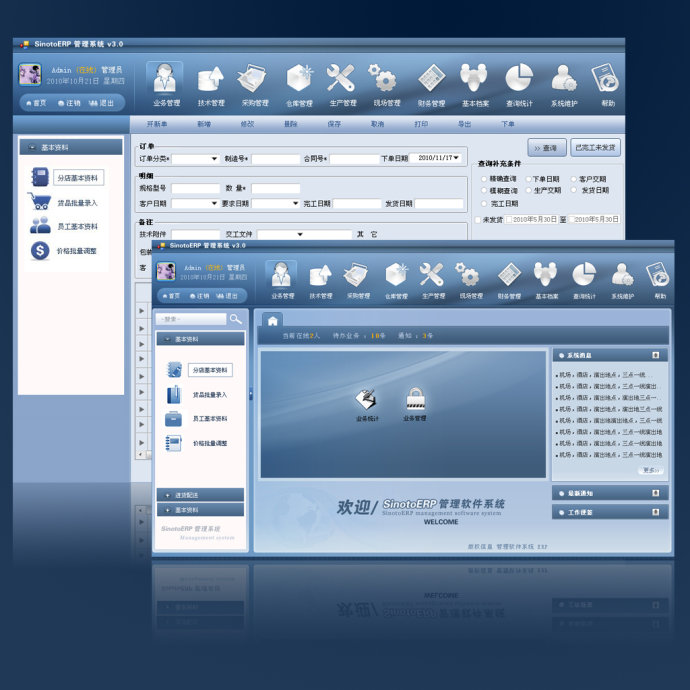 SinotoERP 管理系统 v3.0
Admin (在线) 管理员
2010年10月21日 星期四
首页 注销 退出
业务管理 技术管理 采购管理 仓库管理 生产管理 现场管理 财务管理 基本档案 查询统计 系统维护 帮助
开新单 新增 修改 删除 保存 取消 打印 导出 下单
基本资料
分店基本资料
货品批量录入
员工基本资料
价格批量调整
订单
订单分类* 制造号* 合同号* 下单日期 2010/11/17
明细
规格型号 数 量*
客户日期 要求日期 完工日期 发货日期
备注
技术附件 交工文件 其 它
包装
客
>> 查询 已完工未发货
查询补充条件
精确查询 下单日期 客户交期
模糊查询 生产交期 发货日期
完工日期
未发货 2010年5月30日 至 2010年5月30日
SinotoERP 管理系统 v3.0
Admin (在线) 管理员
2010年10月21日 星期四
首页 注销 退出
业务管理 技术管理 采购管理 仓库管理 生产管理 现场管理 财务管理 基本档案 查询统计 系统维护 帮助
-搜索-
基本资料
分店基本资料
货品批量录入
员工基本资料
价格批量调整
进货配送
基本资料
SinotoERP 管理系统
Management system
当前在线2人 待办业务：10条 通知：3条
业务统计 业务管理
系统消息
机场，酒店，演出地点，三点一线...
机场，酒店，演出地点，三点一线演出..
机场，酒店，演出地点，演出地三点一..
机场，酒店，演出地点，三点一线演出地
机场，酒店，演出地演出地点，三点一线
机场，酒店，演出地点，三点一线演出地
机场，酒店，演出地点，三点一线演出地
机场，酒店，演出地点，三点一线演出地
更多>>
最新通知
工作便签
欢迎/ SinotoERP 管理软件系统
SinotoERP management software system
WELCOME
版权信息 管理软件系统 ERP